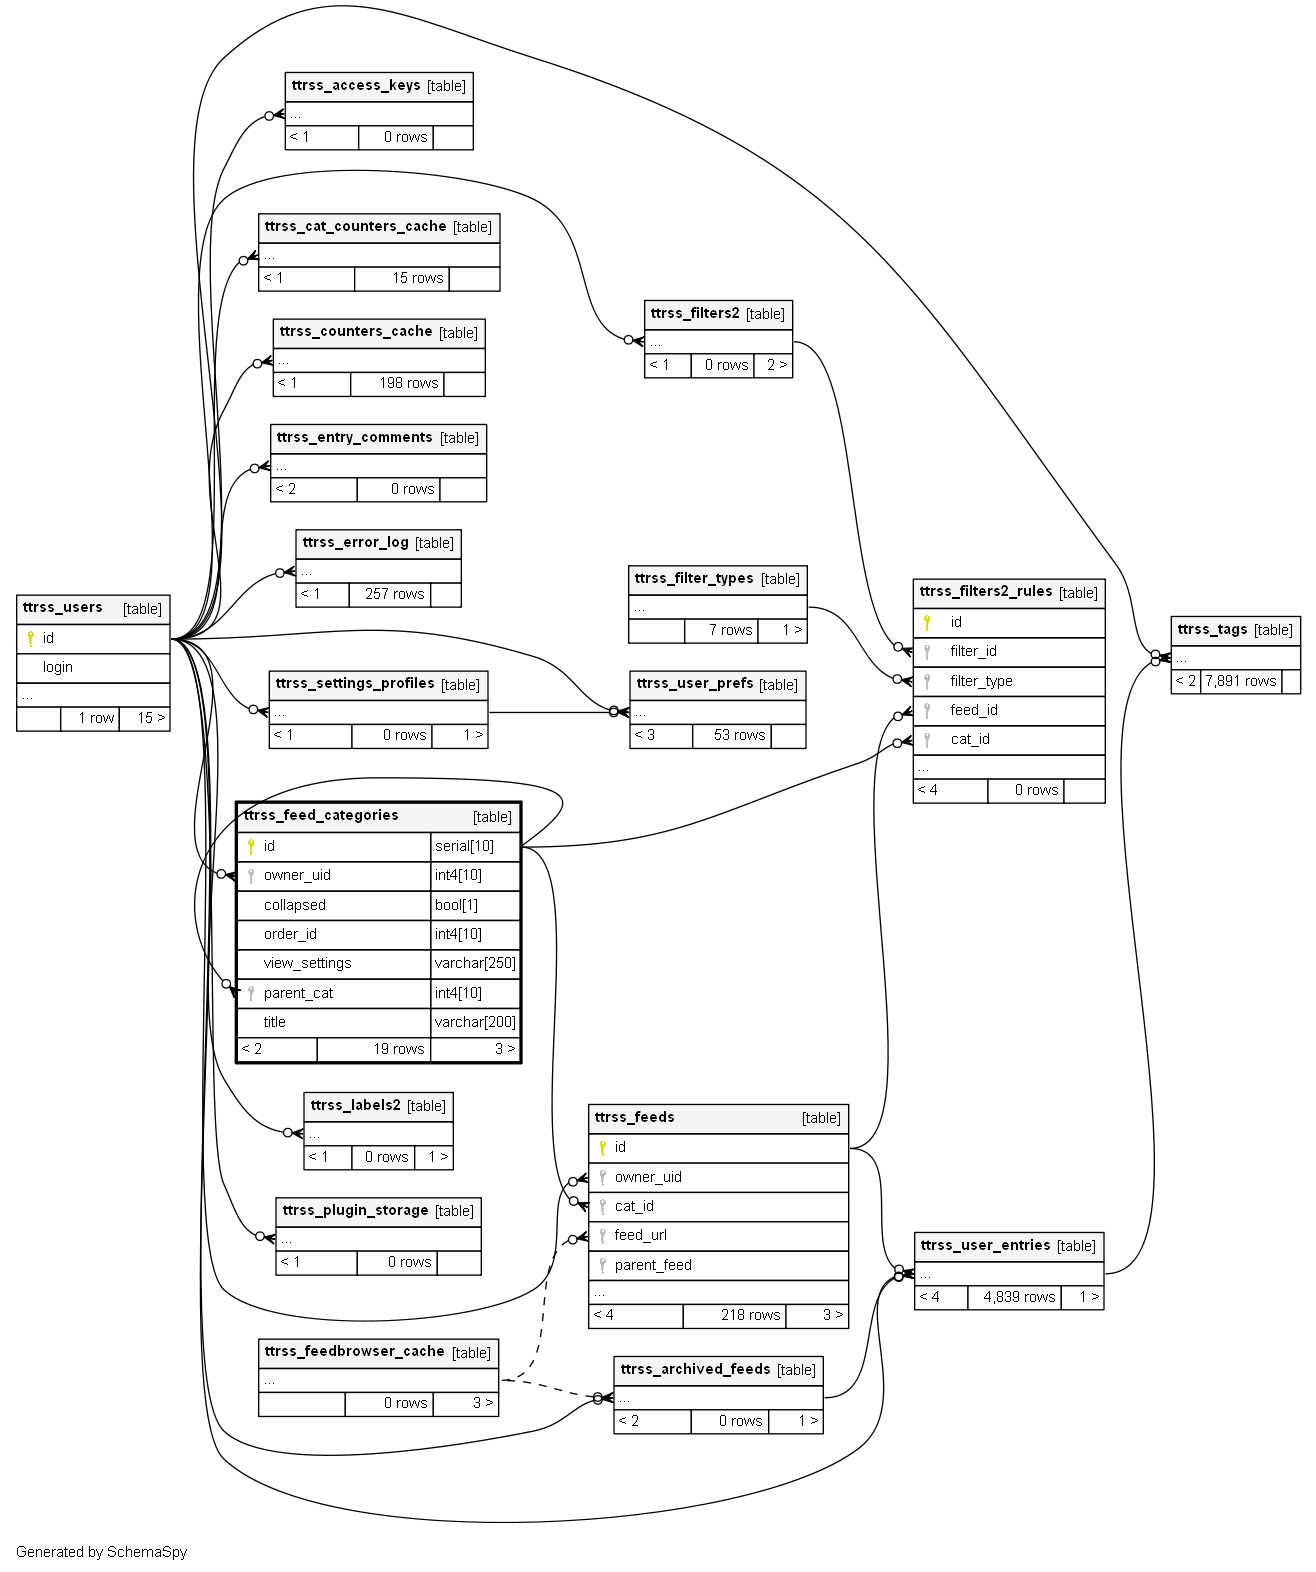 ttrss_access_keys [table]
...
< 1 0 rows
ttrss_cat_counters_cache [table]
...
< 1 15 rows
ttrss_counters_cache [table]
...
< 1 198 rows
ttrss_entry_comments [table]
...
< 2 0 rows
ttrss_error_log [table]
...
< 1 257 rows
ttrss_users [table]
id
login
...
1 row 15 >
ttrss_settings_profiles [table]
...
< 1 0 rows 1 >
ttrss_feed_categories [table]
id serial[10]
owner_uid int4[10]
collapsed bool[1]
order_id int4[10]
view_settings varchar[250]
parent_cat int4[10]
title varchar[200]
< 2 19 rows 3 >
ttrss_labels2 [table]
...
< 1 0 rows 1 >
ttrss_plugin_storage [table]
...
< 1 0 rows
ttrss_feedbrowser_cache [table]
...
0 rows 3 >
ttrss_filters2 [table]
...
< 1 0 rows 2 >
ttrss_filter_types [table]
...
7 rows 1 >
ttrss_user_prefs [table]
...
< 3 53 rows
ttrss_feeds [table]
id
owner_uid
cat_id
feed_url
parent_feed
...
< 4 218 rows 3 >
ttrss_archived_feeds [table]
...
< 2 0 rows 1 >
ttrss_filters2_rules [table]
id
filter_id
filter_type
feed_id
cat_id
...
< 4 0 rows
ttrss_user_entries [table]
...
< 4 4,839 rows 1 >
ttrss_tags [table]
...
< 2 7,891 rows
Generated by SchemaSpy